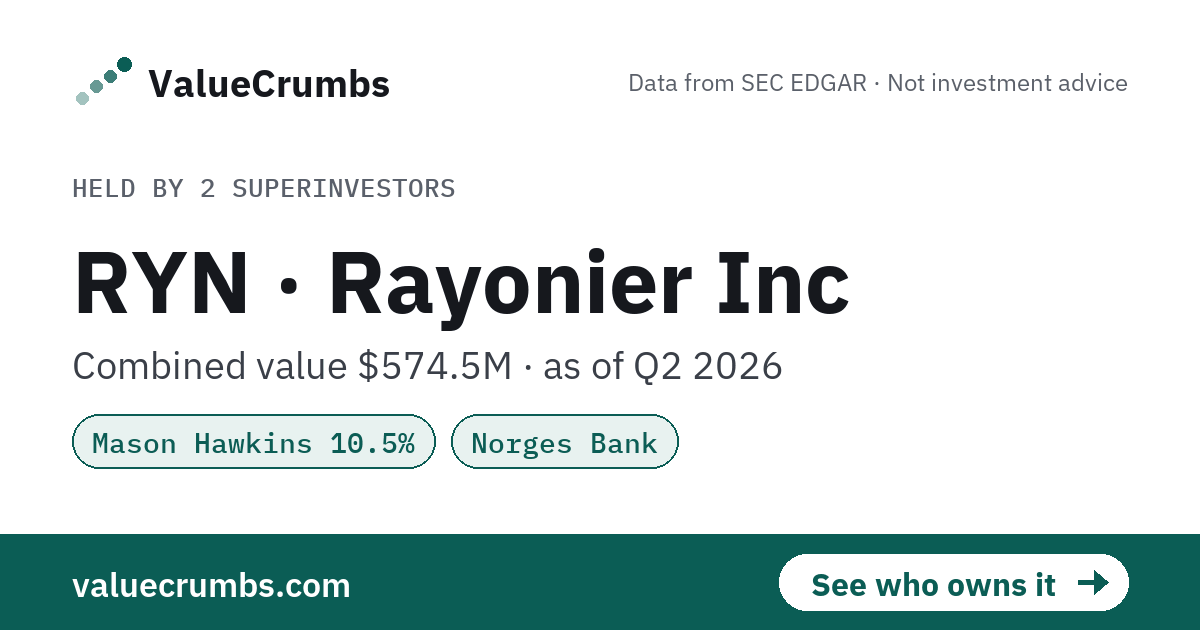 ValueCrumbs
Data from SEC EDGAR · Not investment advice
HELD BY 2 SUPERINVESTORS
RYN · Rayonier Inc
Combined value $574.5M · as of Q2 2026
Mason Hawkins 10.5%
Norges Bank
valuecrumbs.com
See who owns it →